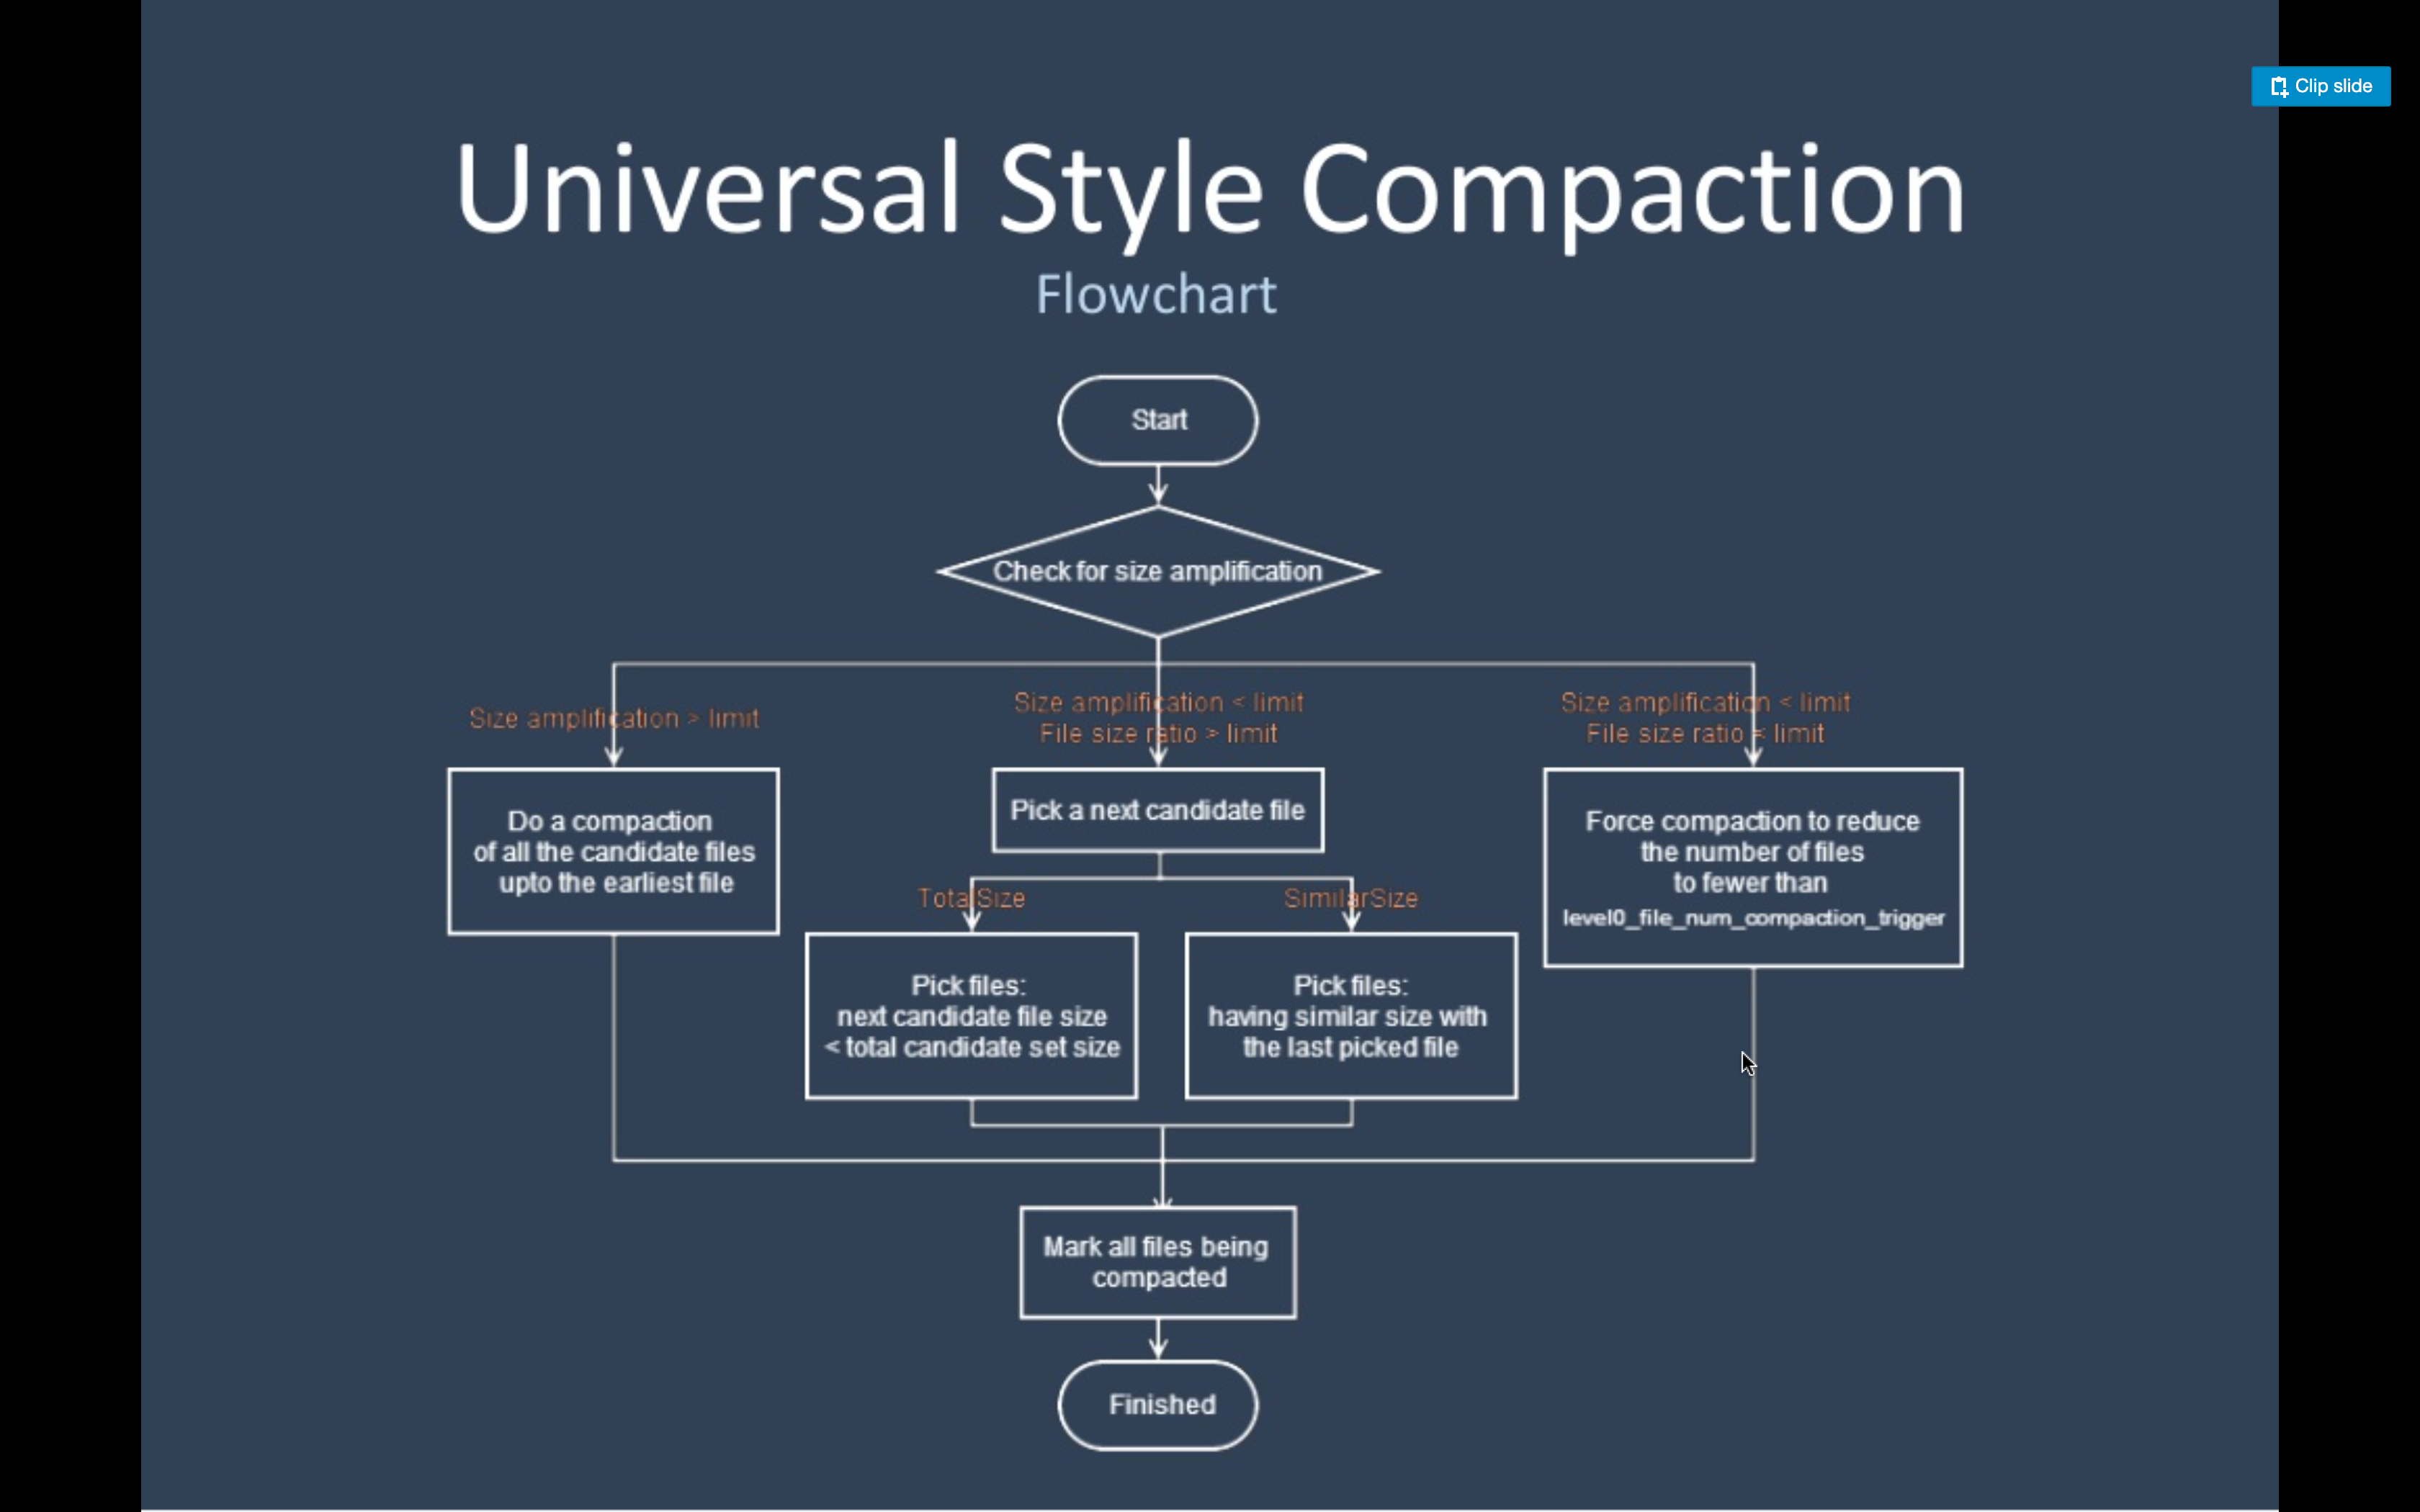 Clip slide
Universal Style Compaction
Flowchart
Start
Check for size amplification
Size amplification > limit
Size amplification < limit
File size ratio > limit
Size amplification < limit
File size ratio < limit
Do a compaction
of all the candidate files
upto the earliest file
Pick a next candidate file
Force compaction to reduce
the number of files
to fewer than
level0_file_num_compaction_trigger
TotalSize
SimilarSize
Pick files:
next candidate file size
< total candidate set size
Pick files:
having similar size with
the last picked file
Mark all files being
compacted
Finished